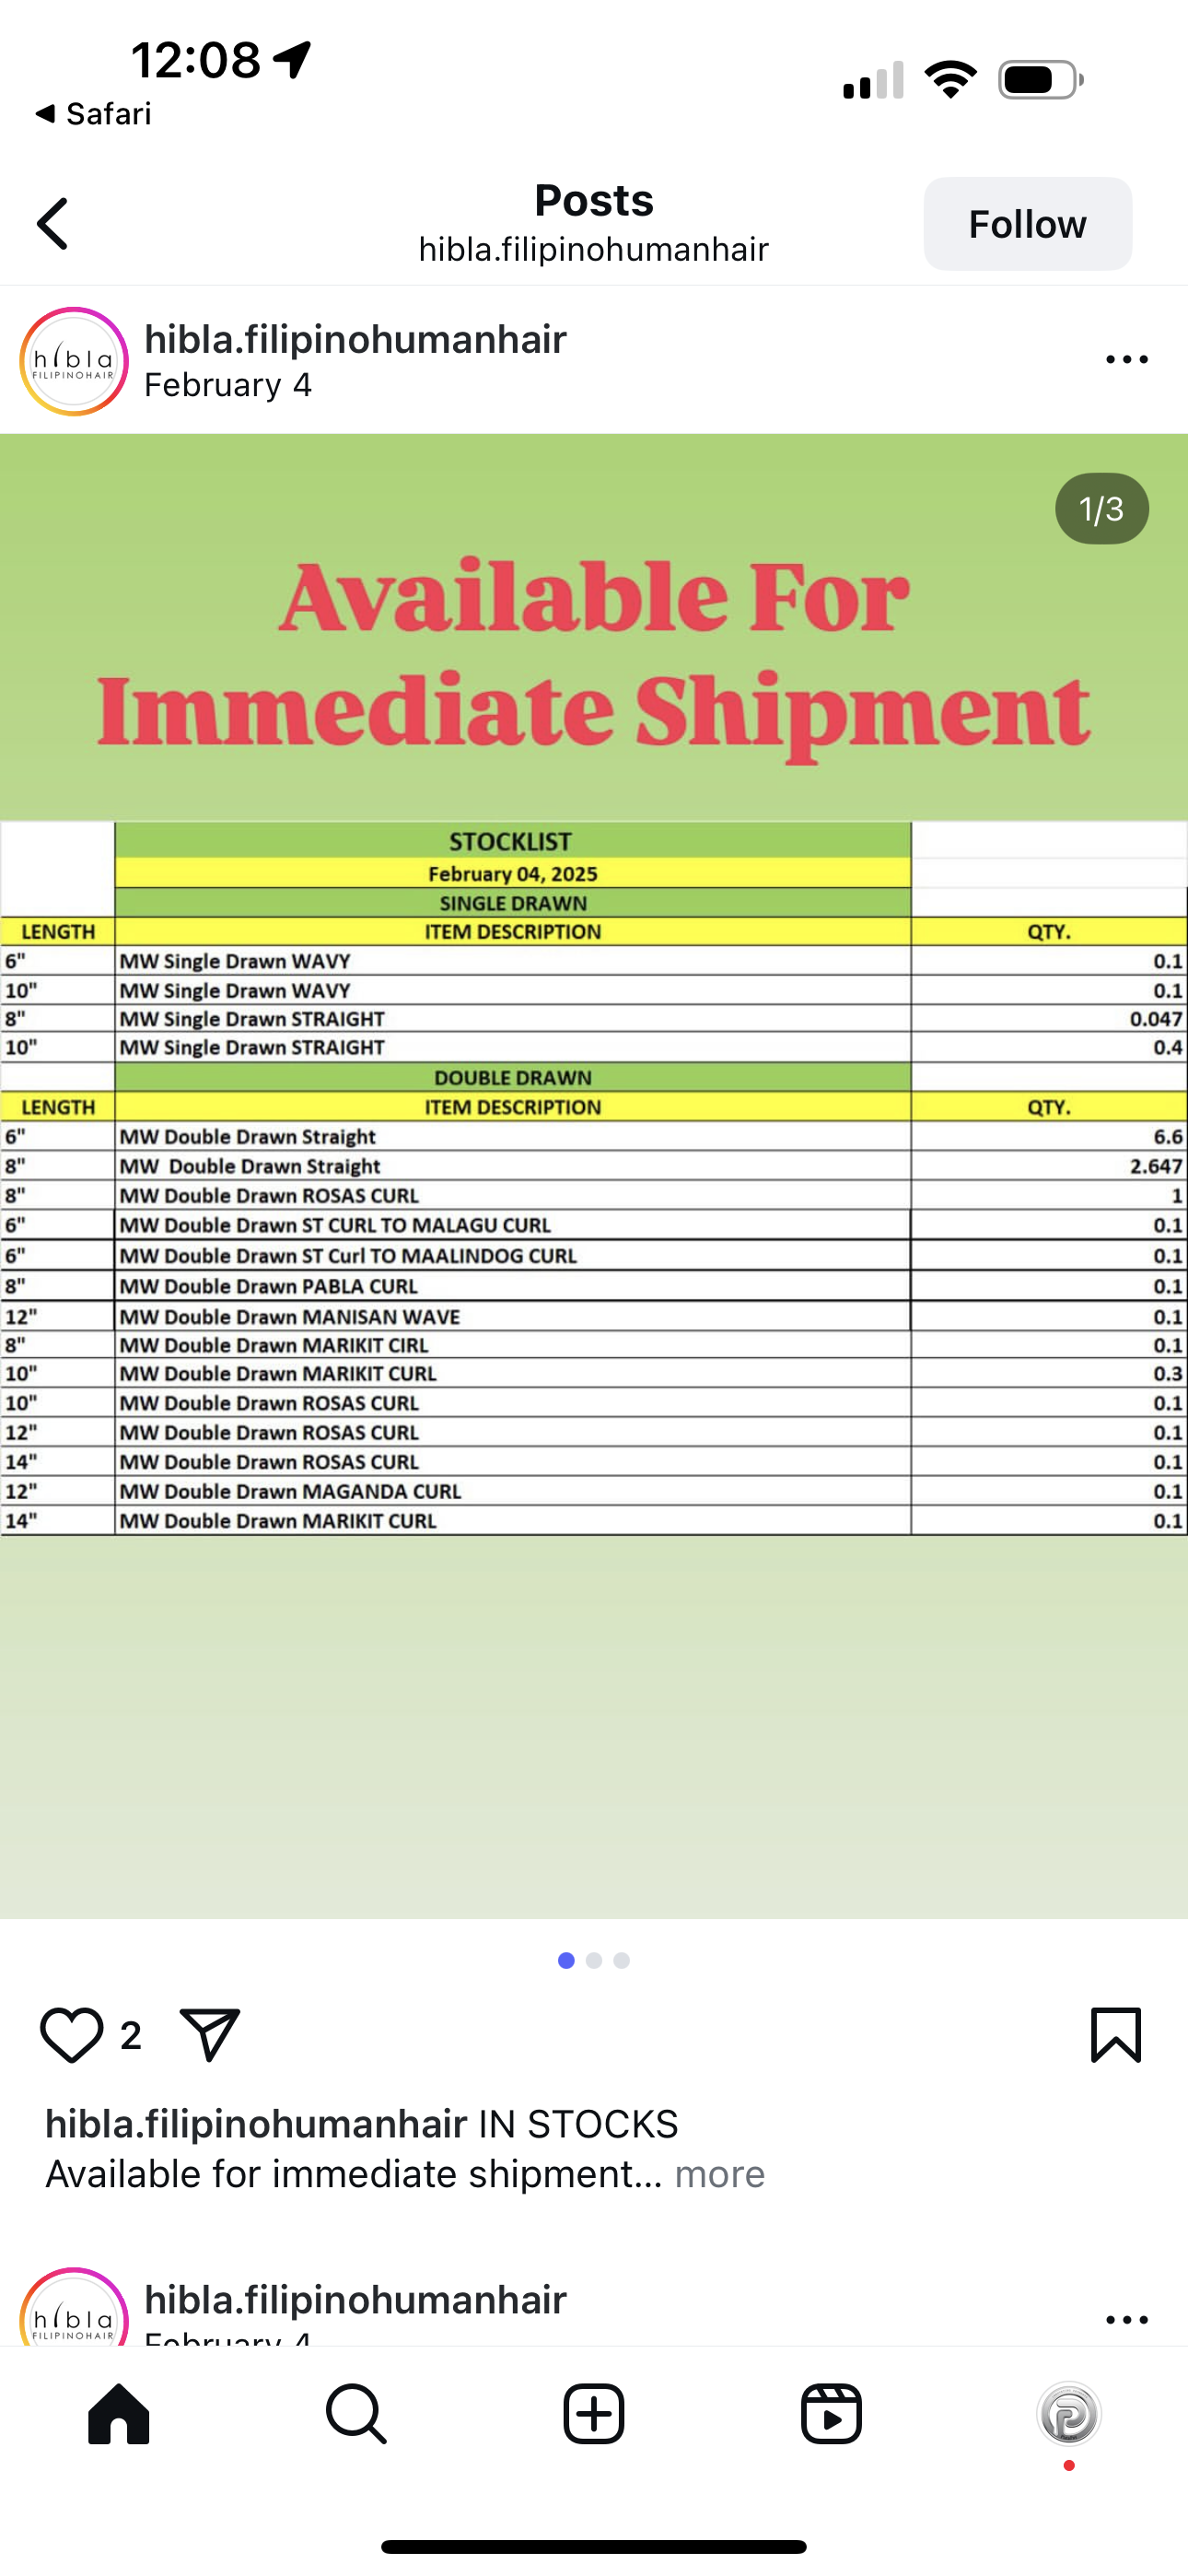 12:08
Safari
Posts
hibla.filipinohumanhair
Follow
hibla
FILIPINOHAIR
hibla.filipinohumanhair
February 4
1/3
Available For
Immediate Shipment
STOCKLIST
February 04, 2025
SINGLE DRAWN
LENGTH ITEM DESCRIPTION QTY.
6" MW Single Drawn WAVY 0.1
10" MW Single Drawn WAVY 0.1
8" MW Single Drawn STRAIGHT 0.047
10" MW Single Drawn STRAIGHT 0.4
DOUBLE DRAWN
LENGTH ITEM DESCRIPTION QTY.
6" MW Double Drawn Straight 6.6
8" MW  Double Drawn Straight 2.647
8" MW Double Drawn ROSAS CURL 1
6" MW Double Drawn ST CURL TO MALAGU CURL 0.1
6" MW Double Drawn ST Curl TO MAALINDOG CURL 0.1
8" MW Double Drawn PABLA CURL 0.1
12" MW Double Drawn MANISAN WAVE 0.1
8" MW Double Drawn MARIKIT CIRL 0.1
10" MW Double Drawn MARIKIT CURL 0.3
10" MW Double Drawn ROSAS CURL 0.1
12" MW Double Drawn ROSAS CURL 0.1
14" MW Double Drawn ROSAS CURL 0.1
12" MW Double Drawn MAGANDA CURL 0.1
14" MW Double Drawn MARIKIT CURL 0.1
2
hibla.filipinohumanhair IN STOCKS
Available for immediate shipment... more
hibla
FILIPINOHAIR
hibla.filipinohumanhair
February 4